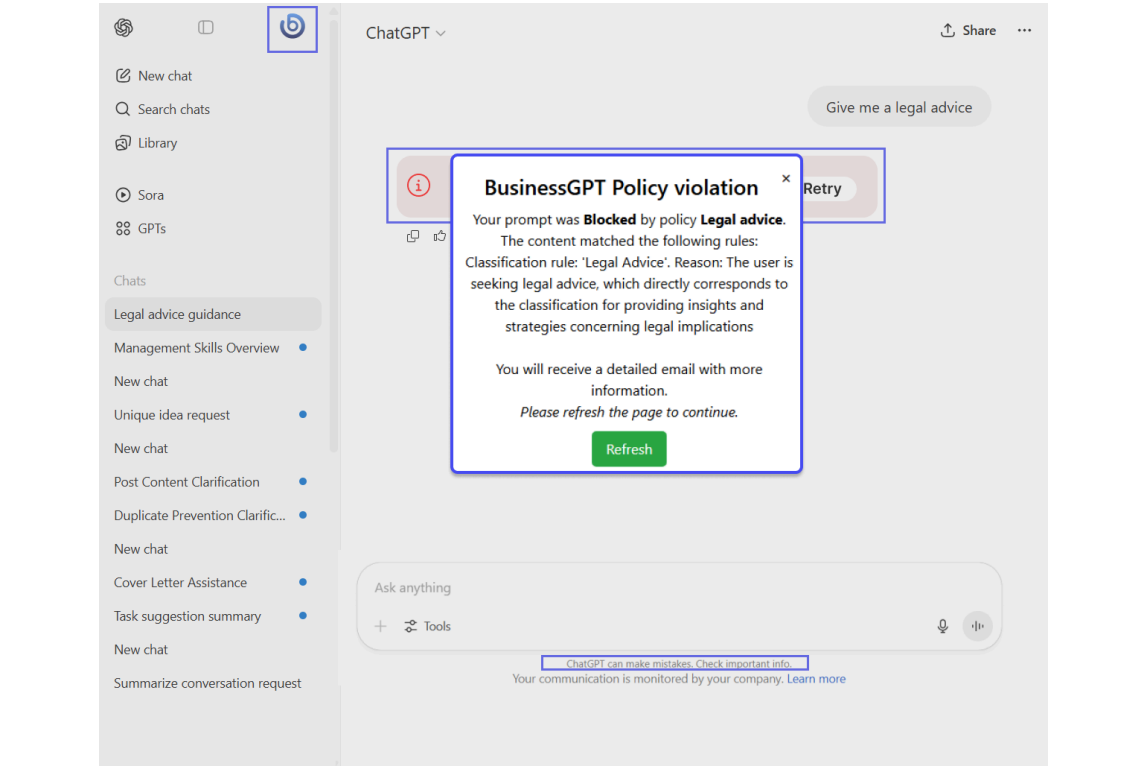 ChatGPT
Share
New chat
Search chats
Library
Sora
GPTs
Chats
Legal advice guidance
Management Skills Overview
New chat
Unique idea request
New chat
Post Content Clarification
Duplicate Prevention Clarific...
New chat
Cover Letter Assistance
Task suggestion summary
New chat
Summarize conversation request
Give me a legal advice
Retry
BusinessGPT Policy violation
×
Your prompt was Blocked by policy Legal advice.
The content matched the following rules:
Classification rule: 'Legal Advice'. Reason: The user is
seeking legal advice, which directly corresponds to
the classification for providing insights and
strategies concerning legal implications
You will receive a detailed email with more
information.
Please refresh the page to continue.
Refresh
Ask anything
Tools
ChatGPT can make mistakes. Check important info.
Your communication is monitored by your company. Learn more